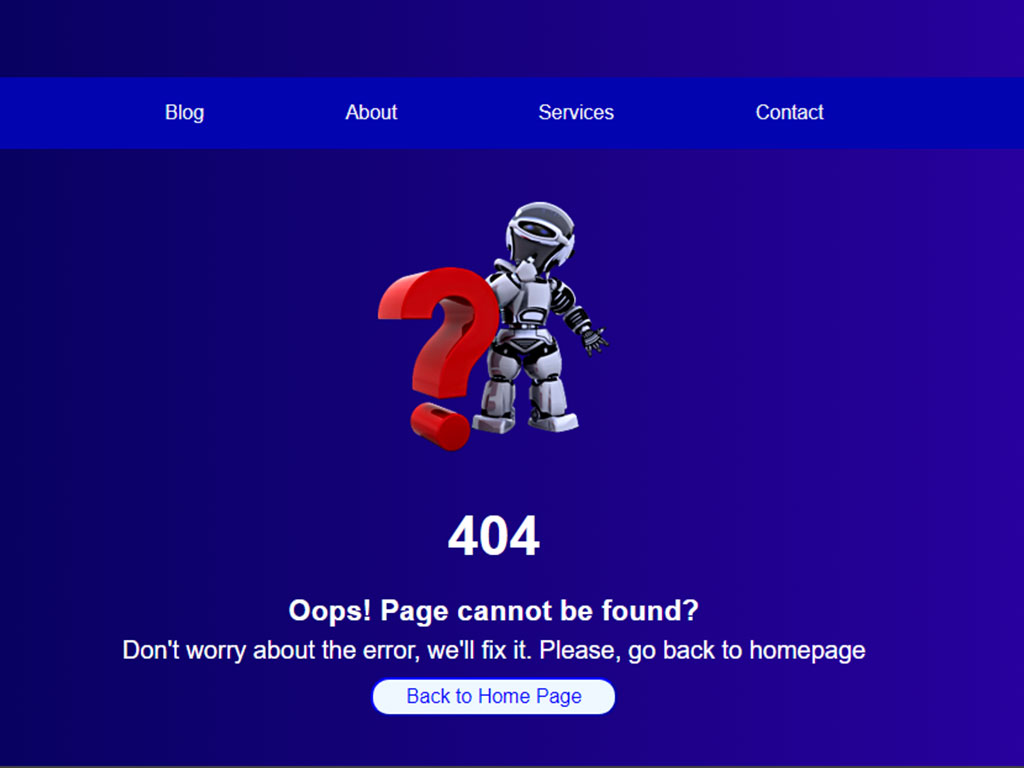 Blog About Services Contact
404
Oops! Page cannot be found?
Don't worry about the error, we'll fix it. Please, go back to homepage
Back to Home Page